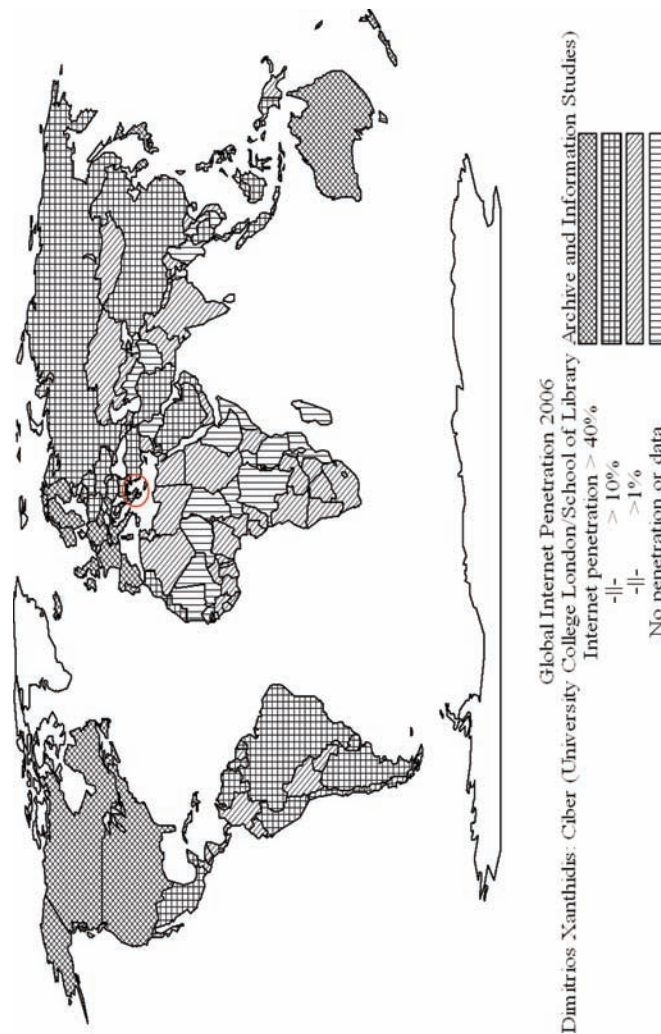 Global Internet Penetration 2006
Dimitrios Xanthidis: Ciber (University College London/School of Library Archive and Information Studies)
Internet penetration > 40%
-||- > 10%
-||- >1%
No penetration or data